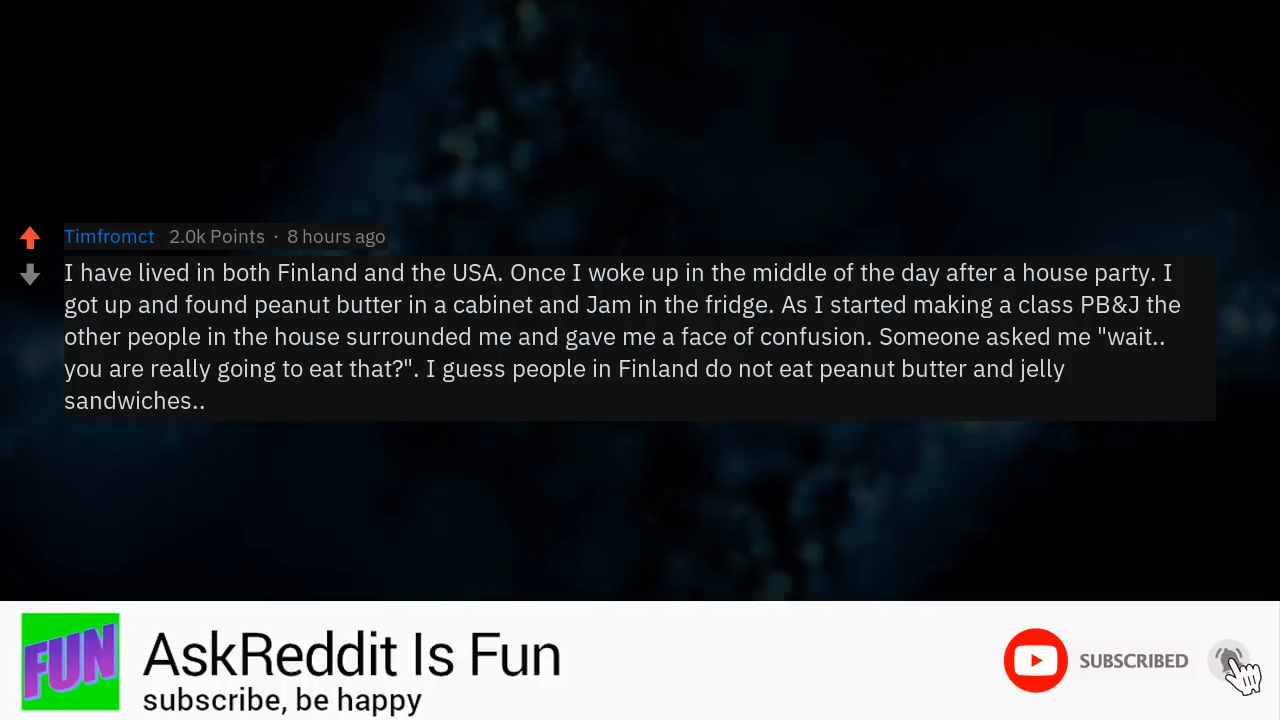 Timfromct 2.0k Points · 8 hours ago
I have lived in both Finland and the USA. Once I woke up in the middle of the day after a house party. I
got up and found peanut butter in a cabinet and Jam in the fridge. As I started making a class PB&J the
other people in the house surrounded me and gave me a face of confusion. Someone asked me "wait..
you are really going to eat that?". I guess people in Finland do not eat peanut butter and jelly
sandwiches..
FUN
AskReddit Is Fun
subscribe, be happy
SUBSCRIBED